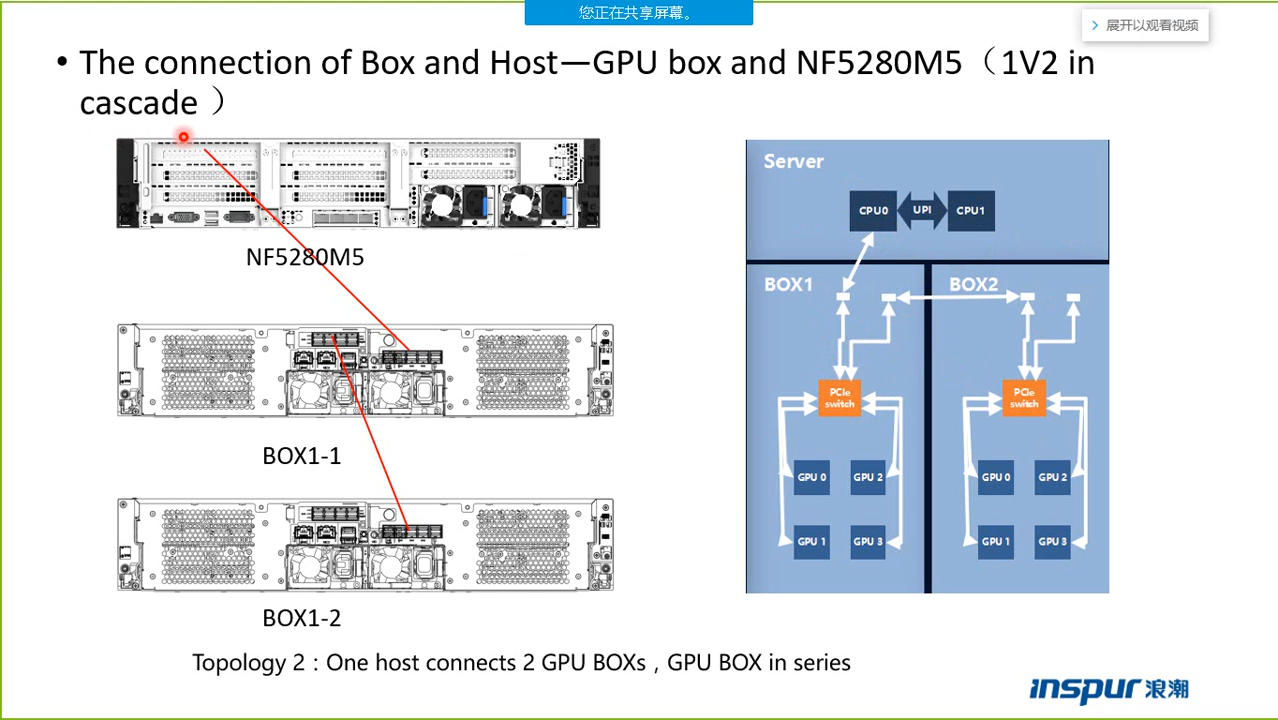 您正在共享屏幕。
展开以观看视频
• The connection of Box and Host—GPU box and NF5280M5（1V2 in
cascade ）
NF5280M5
BOX1-1
BOX1-2
Server
CPU0
UPI
CPU1
BOX1
BOX2
PCIe
switch
PCIe
switch
GPU 0
GPU 2
GPU 0
GPU 2
GPU 1
GPU 3
GPU 1
GPU 3
Topology 2：One host connects 2 GPU BOXs，GPU BOX in series
inspur 浪潮